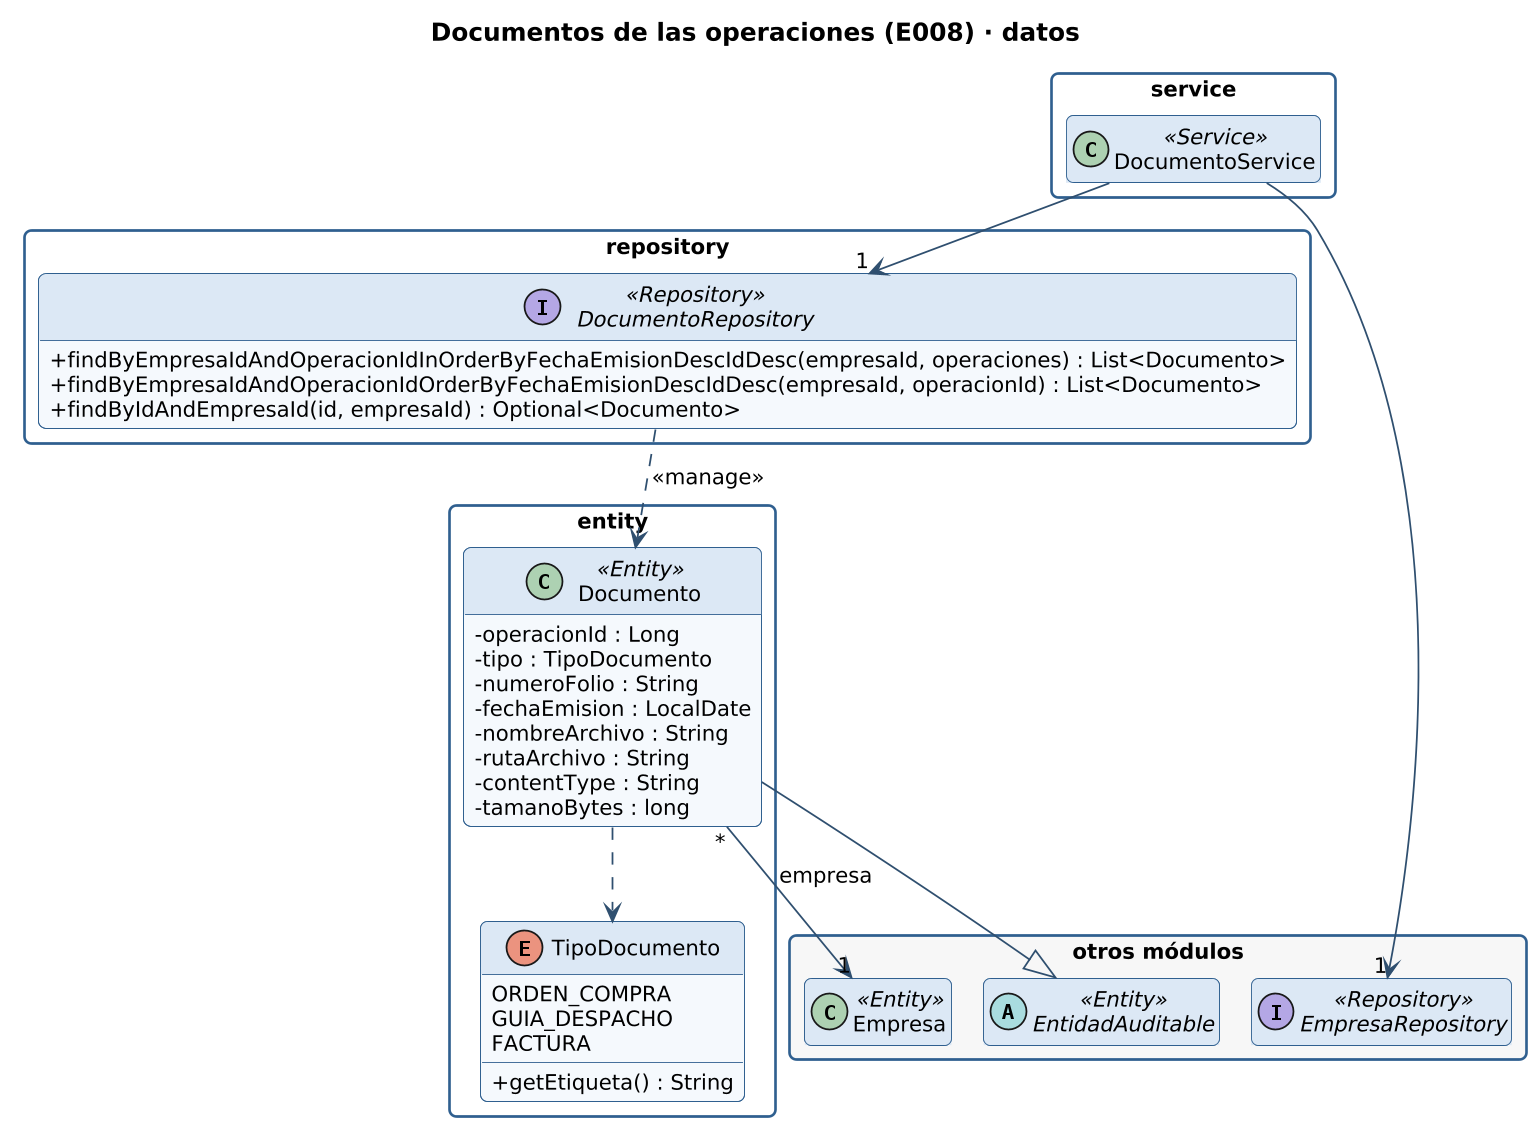 Documentos de las operaciones (E008) · datos
service
C
«Service»
DocumentoService
repository
1
I
«Repository»
DocumentoRepository
+findByEmpresaIdAndOperacionIdInOrderByFechaEmisionDescIdDesc(empresaId, operaciones) : List<Documento>
+findByEmpresaIdAndOperacionIdOrderByFechaEmisionDescIdDesc(empresaId, operacionId) : List<Documento>
+findByIdAndEmpresaId(id, empresaId) : Optional<Documento>
«manage»
entity
C
«Entity»
Documento
-operacionId : Long
-tipo : TipoDocumento
-numeroFolio : String
-fechaEmision : LocalDate
-nombreArchivo : String
-rutaArchivo : String
-contentType : String
-tamanoBytes : long
*
empresa
E
TipoDocumento
ORDEN_COMPRA
GUIA_DESPACHO
FACTURA
+getEtiqueta() : String
otros módulos
1
1
C
«Entity»
Empresa
A
«Entity»
EntidadAuditable
I
«Repository»
EmpresaRepository